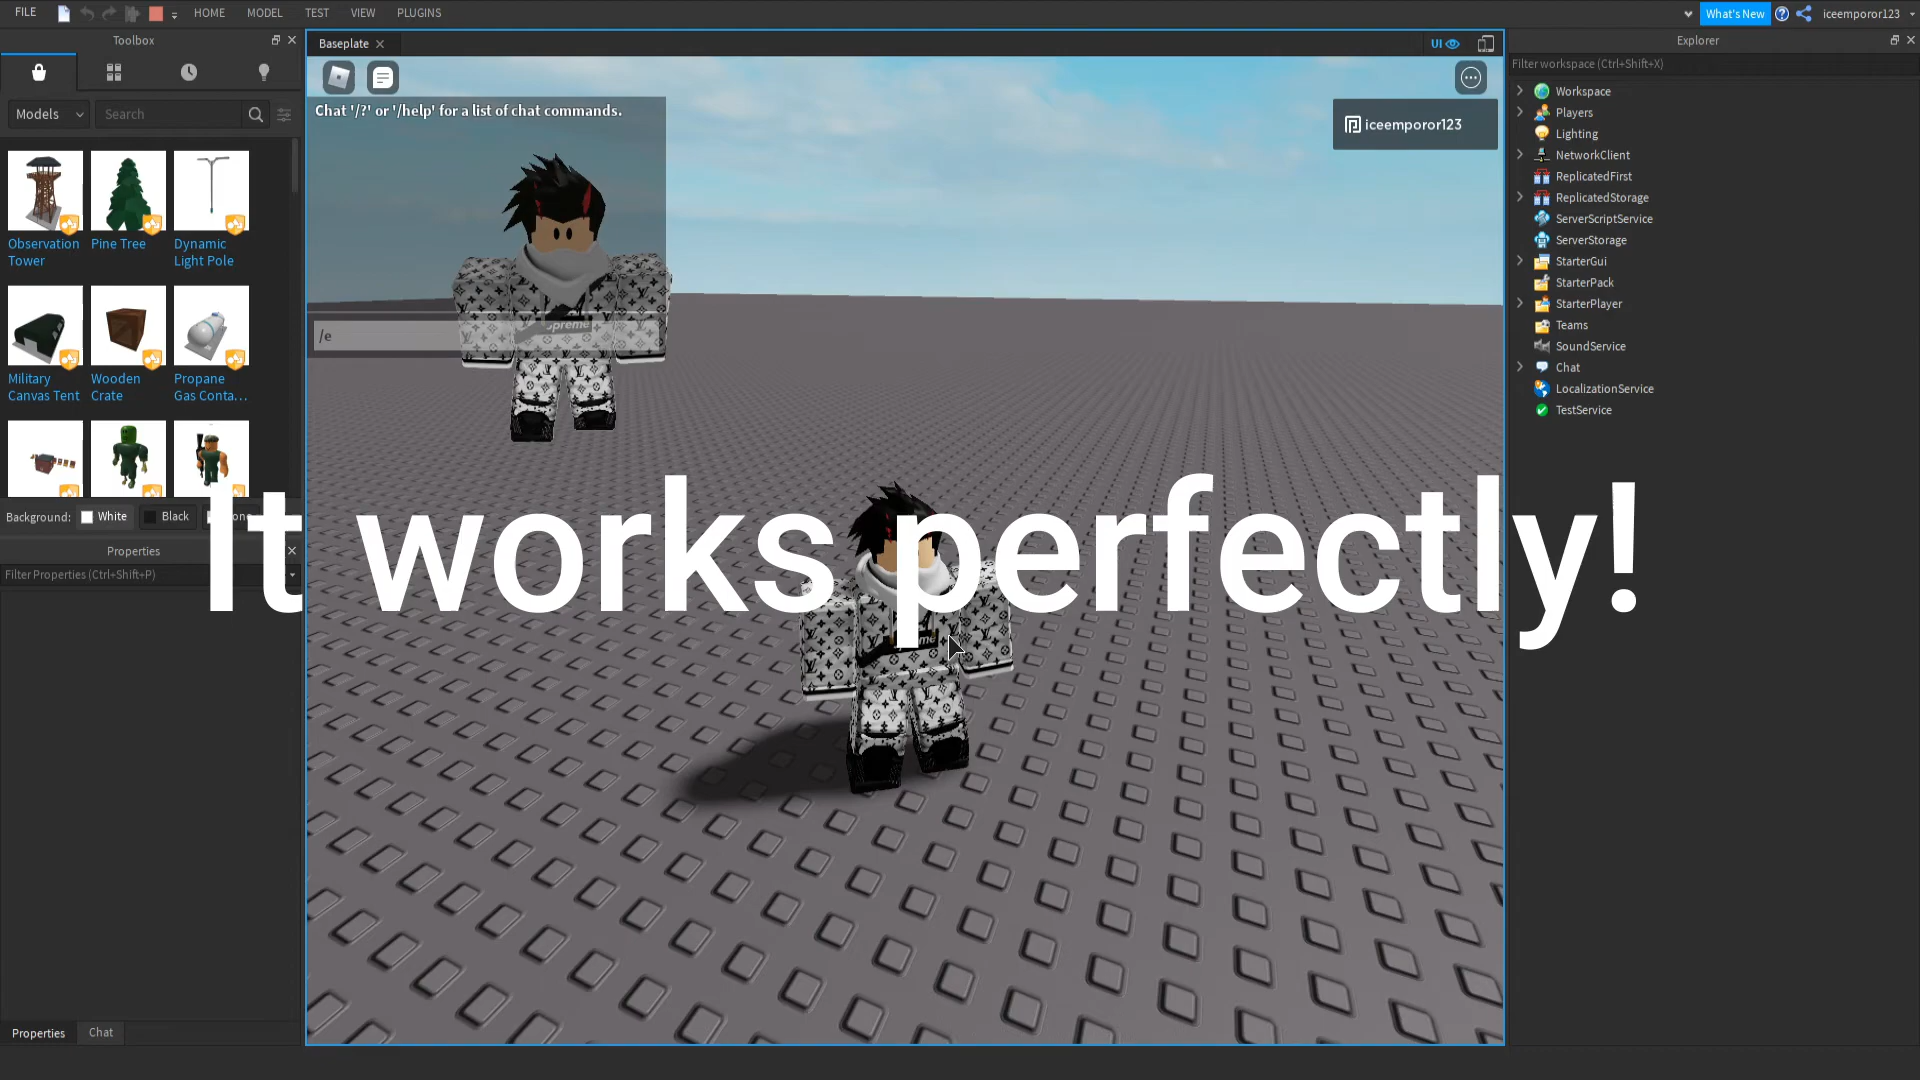 FILE
HOME
MODEL
TEST
VIEW
PLUGINS
What's New
iceemporor123
Toolbox
Baseplate
UI
Explorer
Filter workspace (Ctrl+Shift+X)
Models
Search
Observation
Tower
Pine Tree
Dynamic
Light Pole
Military
Canvas Tent
Wooden
Crate
Propane
Gas Conta...
Background:
White
Black
Properties
Filter Properties (Ctrl+Shift+P)
Properties
Chat
Chat '/?' or '/help' for a list of chat commands.
/e
iceemporor123
It works perfectly!
Workspace
Players
Lighting
NetworkClient
ReplicatedFirst
ReplicatedStorage
ServerScriptService
ServerStorage
StarterGui
StarterPack
StarterPlayer
Teams
SoundService
Chat
LocalizationService
TestService